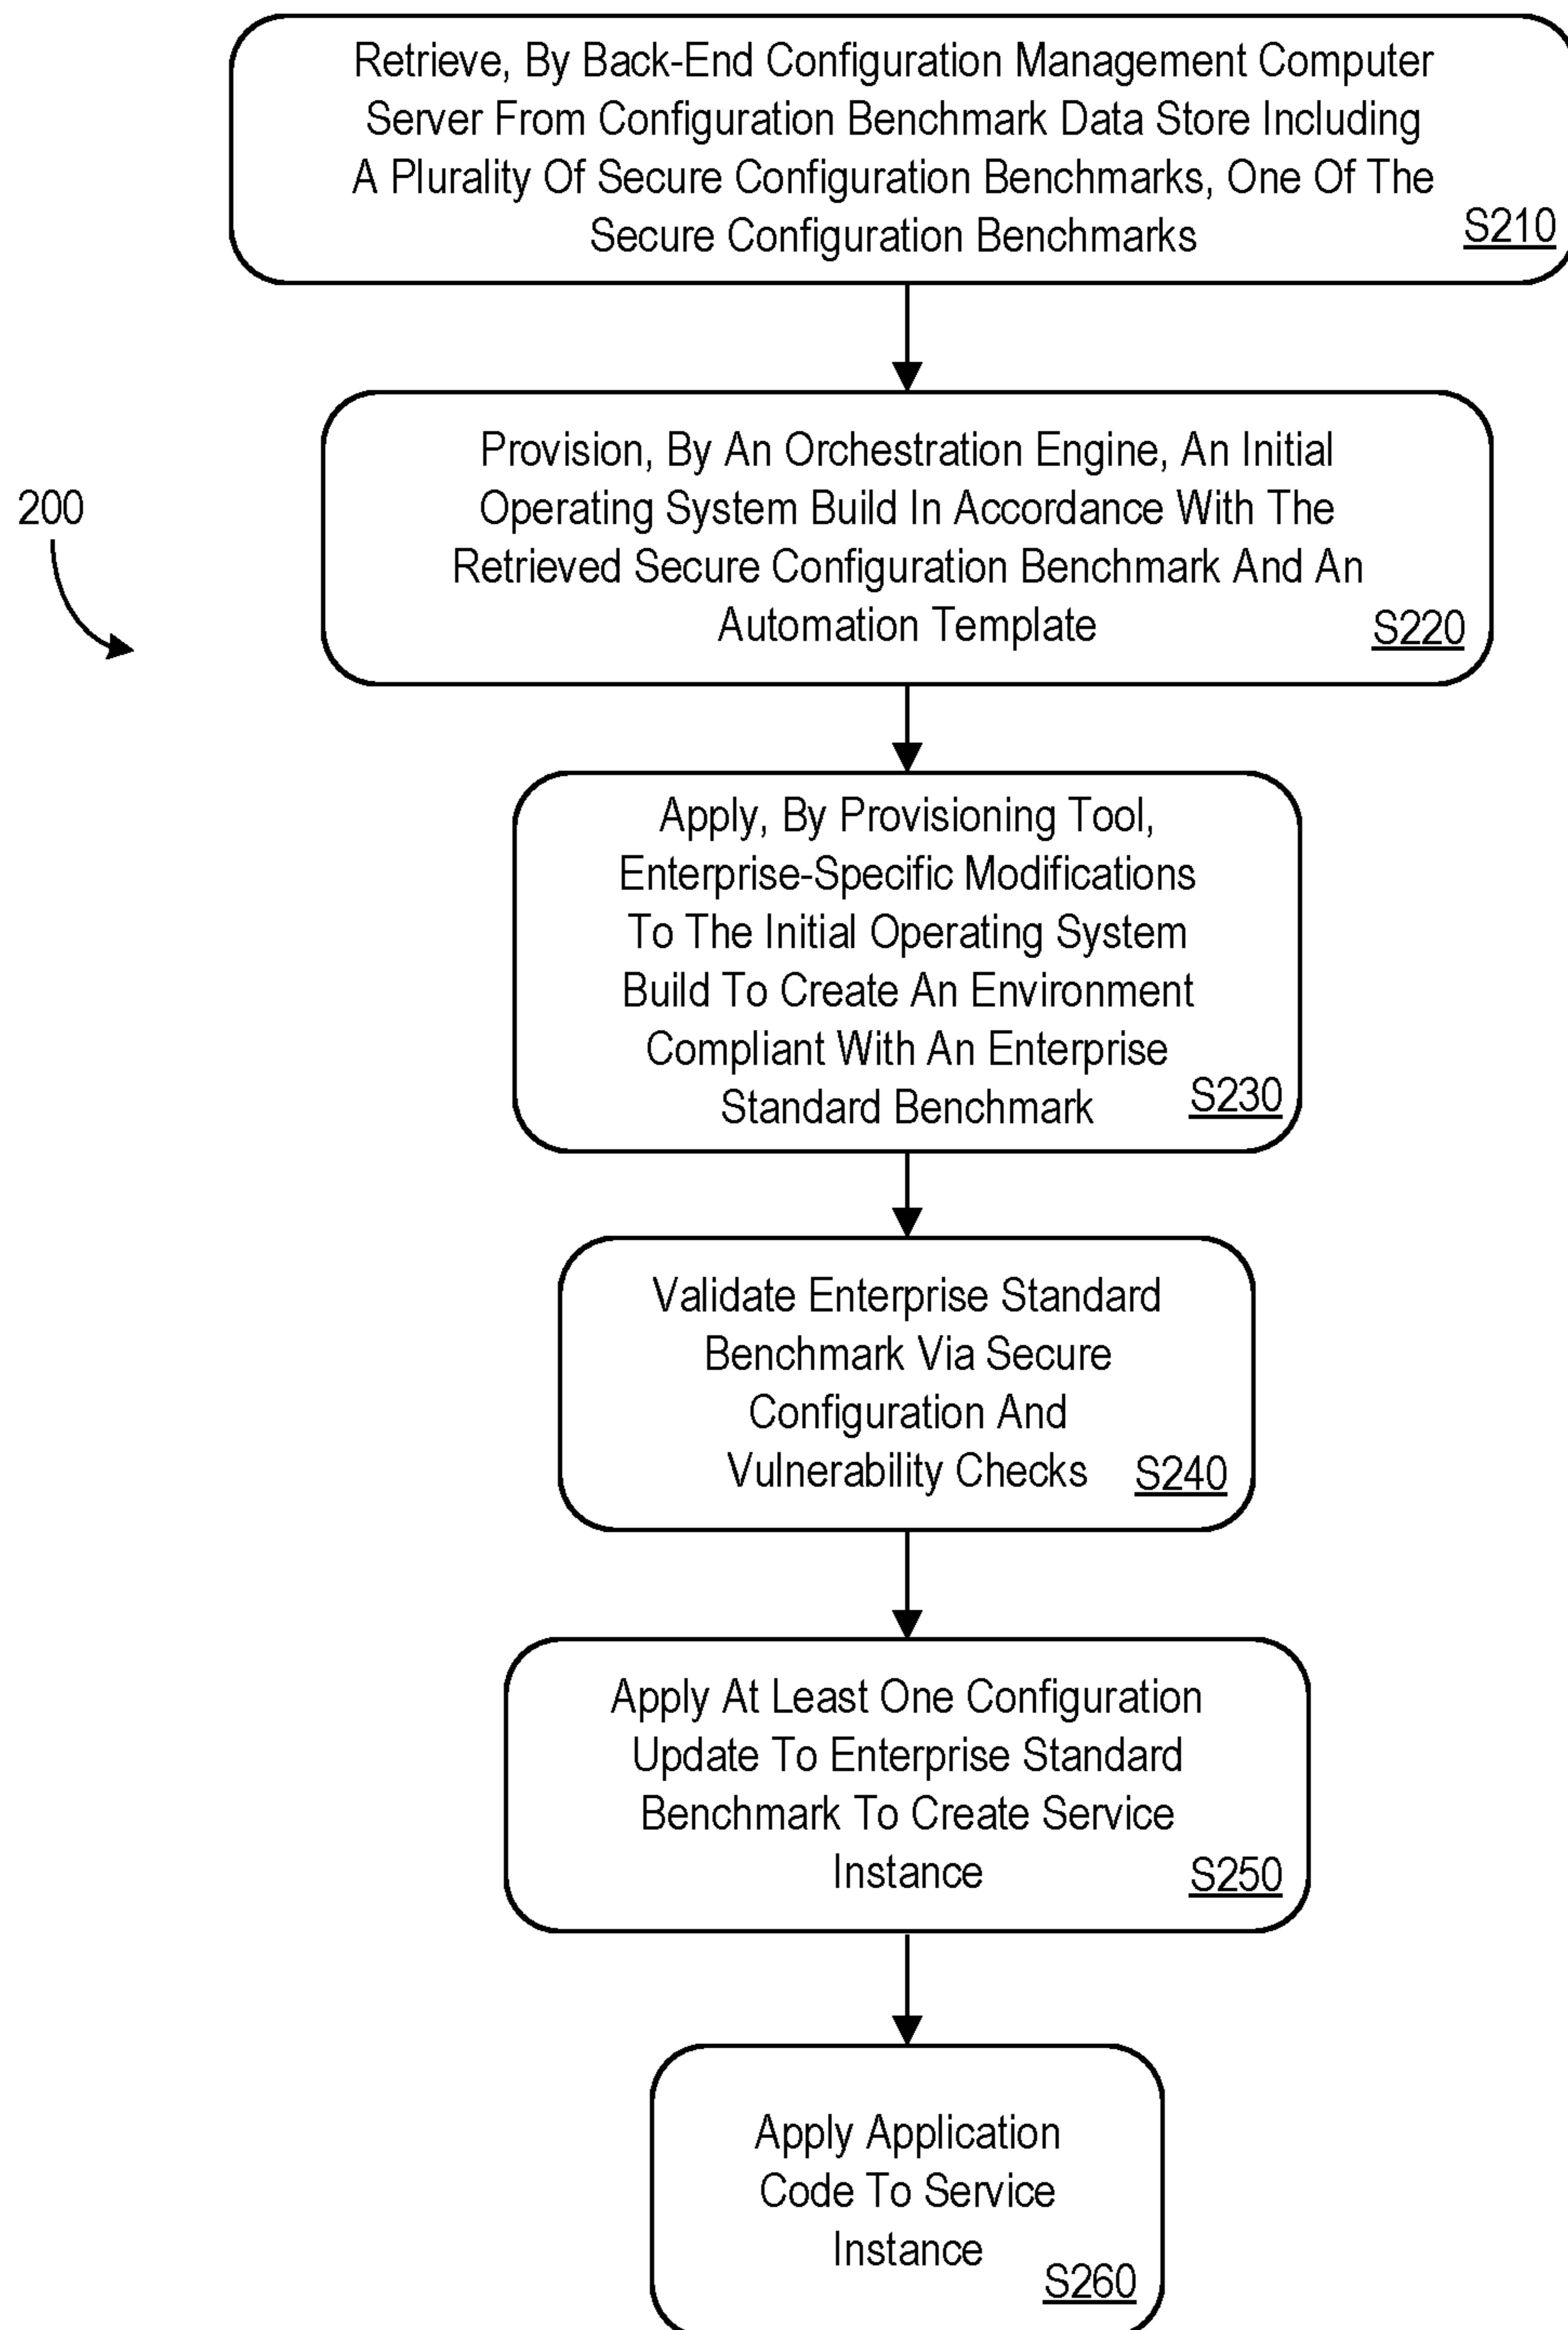 Retrieve, By Back-End Configuration Management Computer
Server From Configuration Benchmark Data Store Including
A Plurality Of Secure Configuration Benchmarks, One Of The
Secure Configuration Benchmarks
S210
200
Provision, By An Orchestration Engine, An Initial
Operating System Build In Accordance With The
Retrieved Secure Configuration Benchmark And An
Automation Template
S220
Apply, By Provisioning Tool,
Enterprise-Specific Modifications
To The Initial Operating System
Build To Create An Environment
Compliant With An Enterprise
Standard Benchmark
S230
Validate Enterprise Standard
Benchmark Via Secure
Configuration And
Vulnerability Checks
S240
Apply At Least One Configuration
Update To Enterprise Standard
Benchmark To Create Service
Instance
S250
Apply Application
Code To Service
Instance
S260